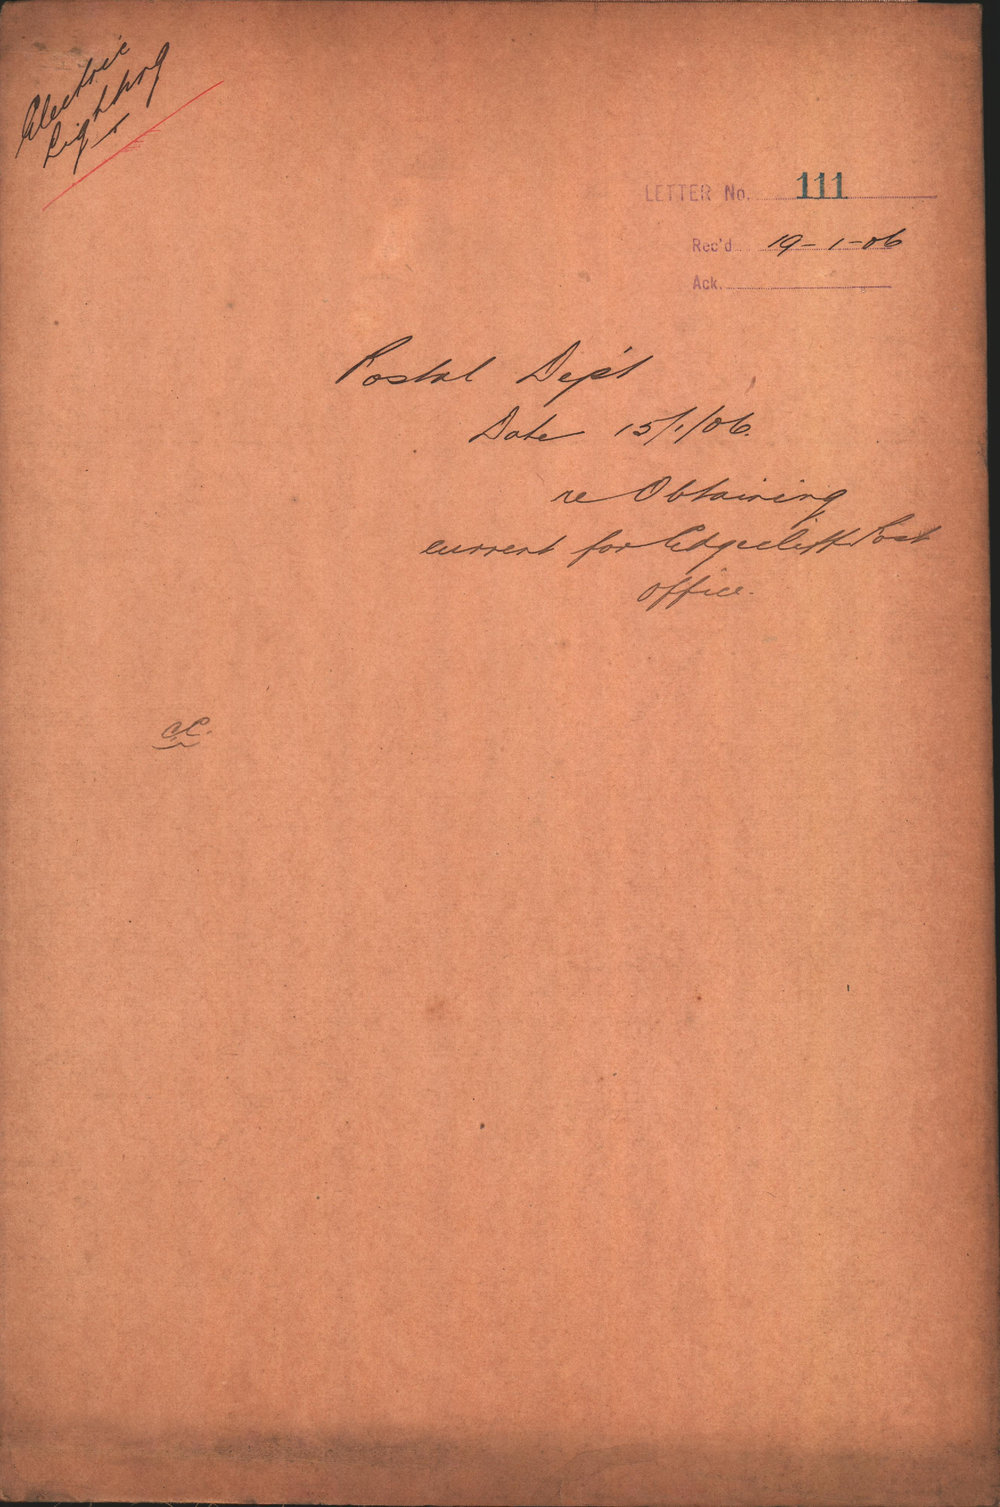 Electric
Lighting
LETTER No. 111
Rec'd 19-1-06
Ack.
Postal Dep't
Date 15/1/06.
re Obtaining
current for Edgecliff Post
office.